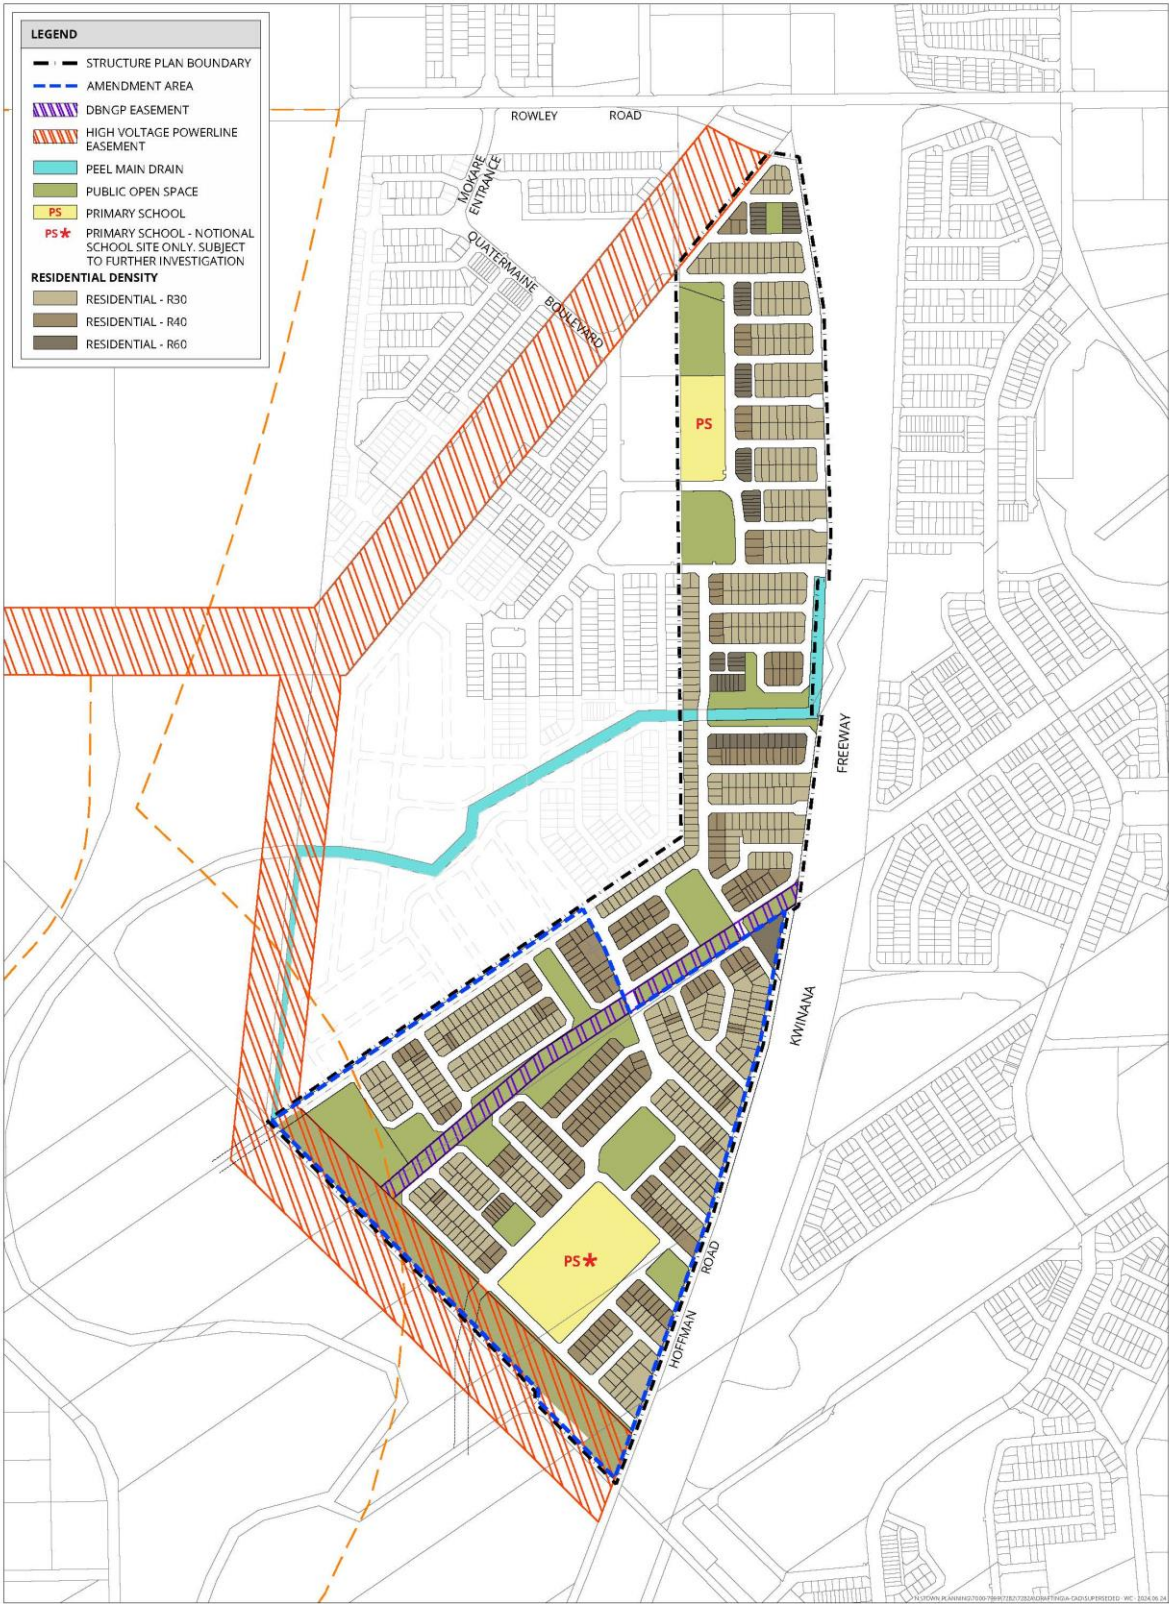 LEGEND
STRUCTURE PLAN BOUNDARY
AMENDMENT AREA
DBNGP EASEMENT
HIGH VOLTAGE POWERLINE
EASEMENT
PEEL MAIN DRAIN
PUBLIC OPEN SPACE
PS PRIMARY SCHOOL
PS* PRIMARY SCHOOL - NOTIONAL
SCHOOL SITE ONLY. SUBJECT
TO FURTHER INVESTIGATION
RESIDENTIAL DENSITY
RESIDENTIAL - R30
RESIDENTIAL - R40
RESIDENTIAL - R60
ROWLEY ROAD
MOKARE
ENTRANCE
QUATERMAINE BOULEVARD
PS
FREEWAY
KWINANA
PS*
HOFFMAN ROAD